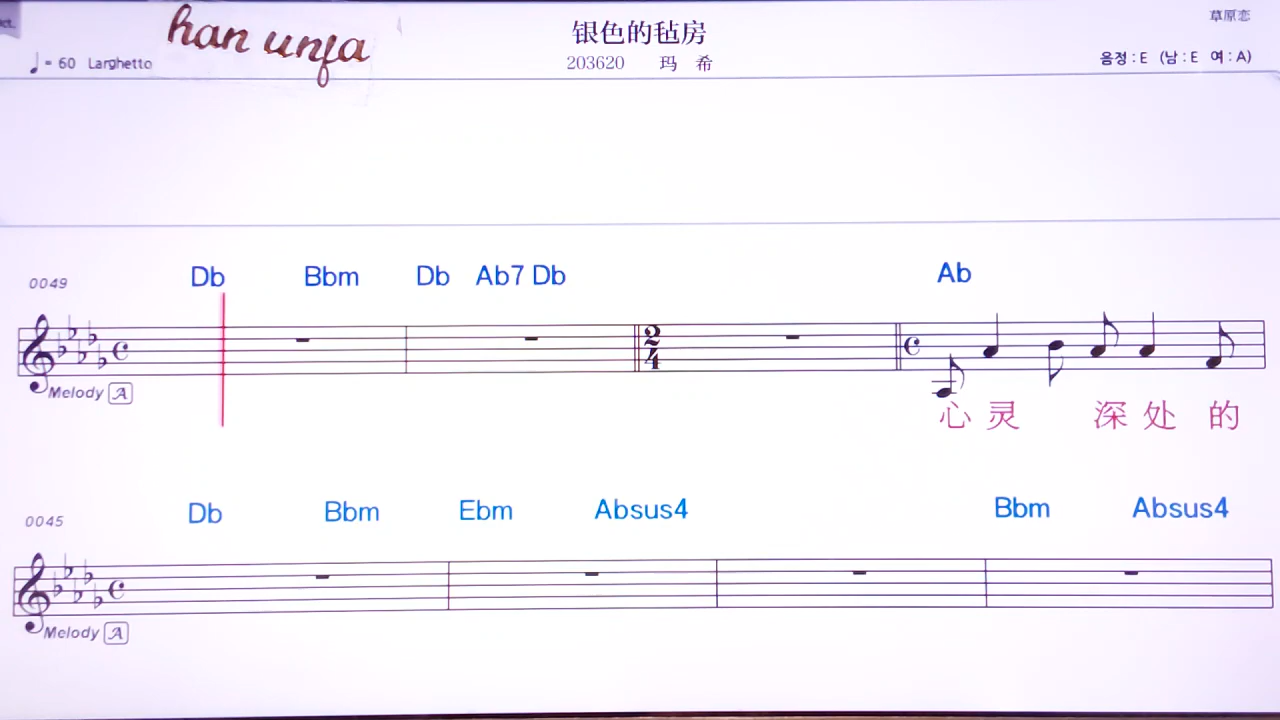 han unfa
银色的毡房
草原恋
♩= 60 Larghetto
203620 玛 希
음정 : E (남 : E 여 : A)
0049
Db Bbm Db Ab7 Db Ab
2
4
Melody A
心 灵 深 处 的
0045
Db Bbm Ebm Absus4 Bbm Absus4
Melody A